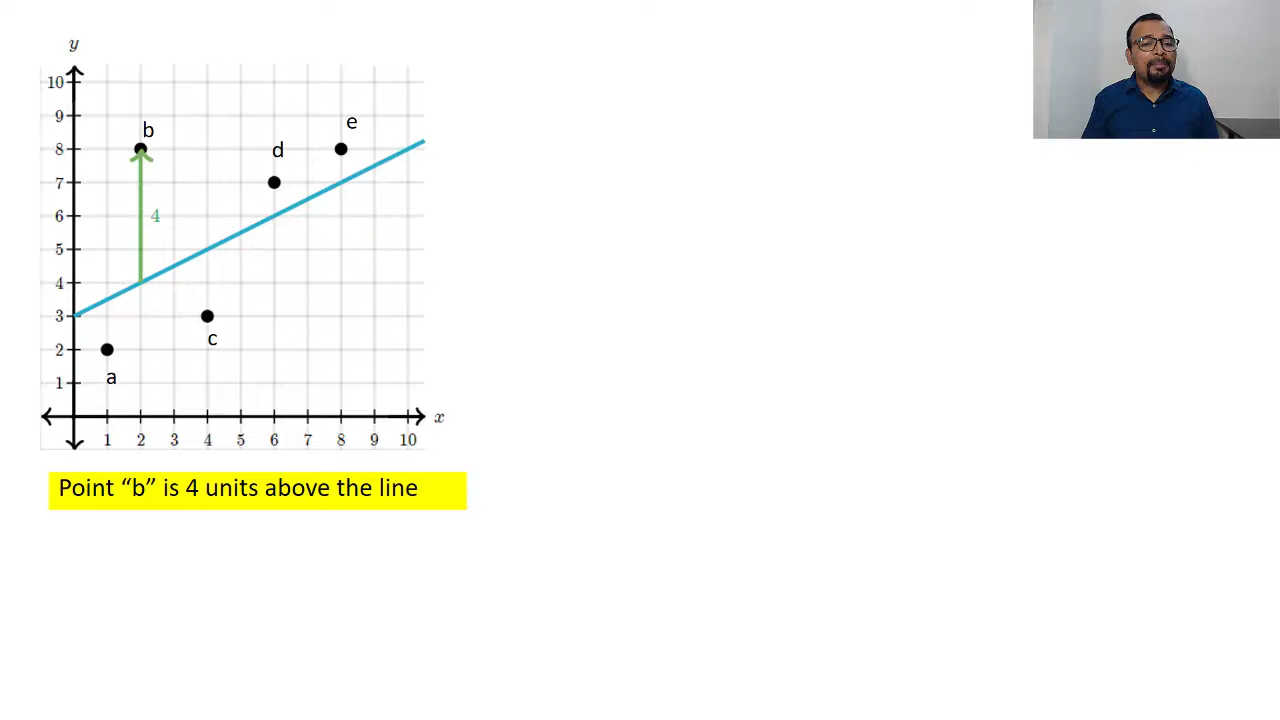 y
10
9
8
7
6
5
4
3
2
1
b
d
e
4
c
a
1 2 3 4 5 6 7 8 9 10
x
Point “b” is 4 units above the line